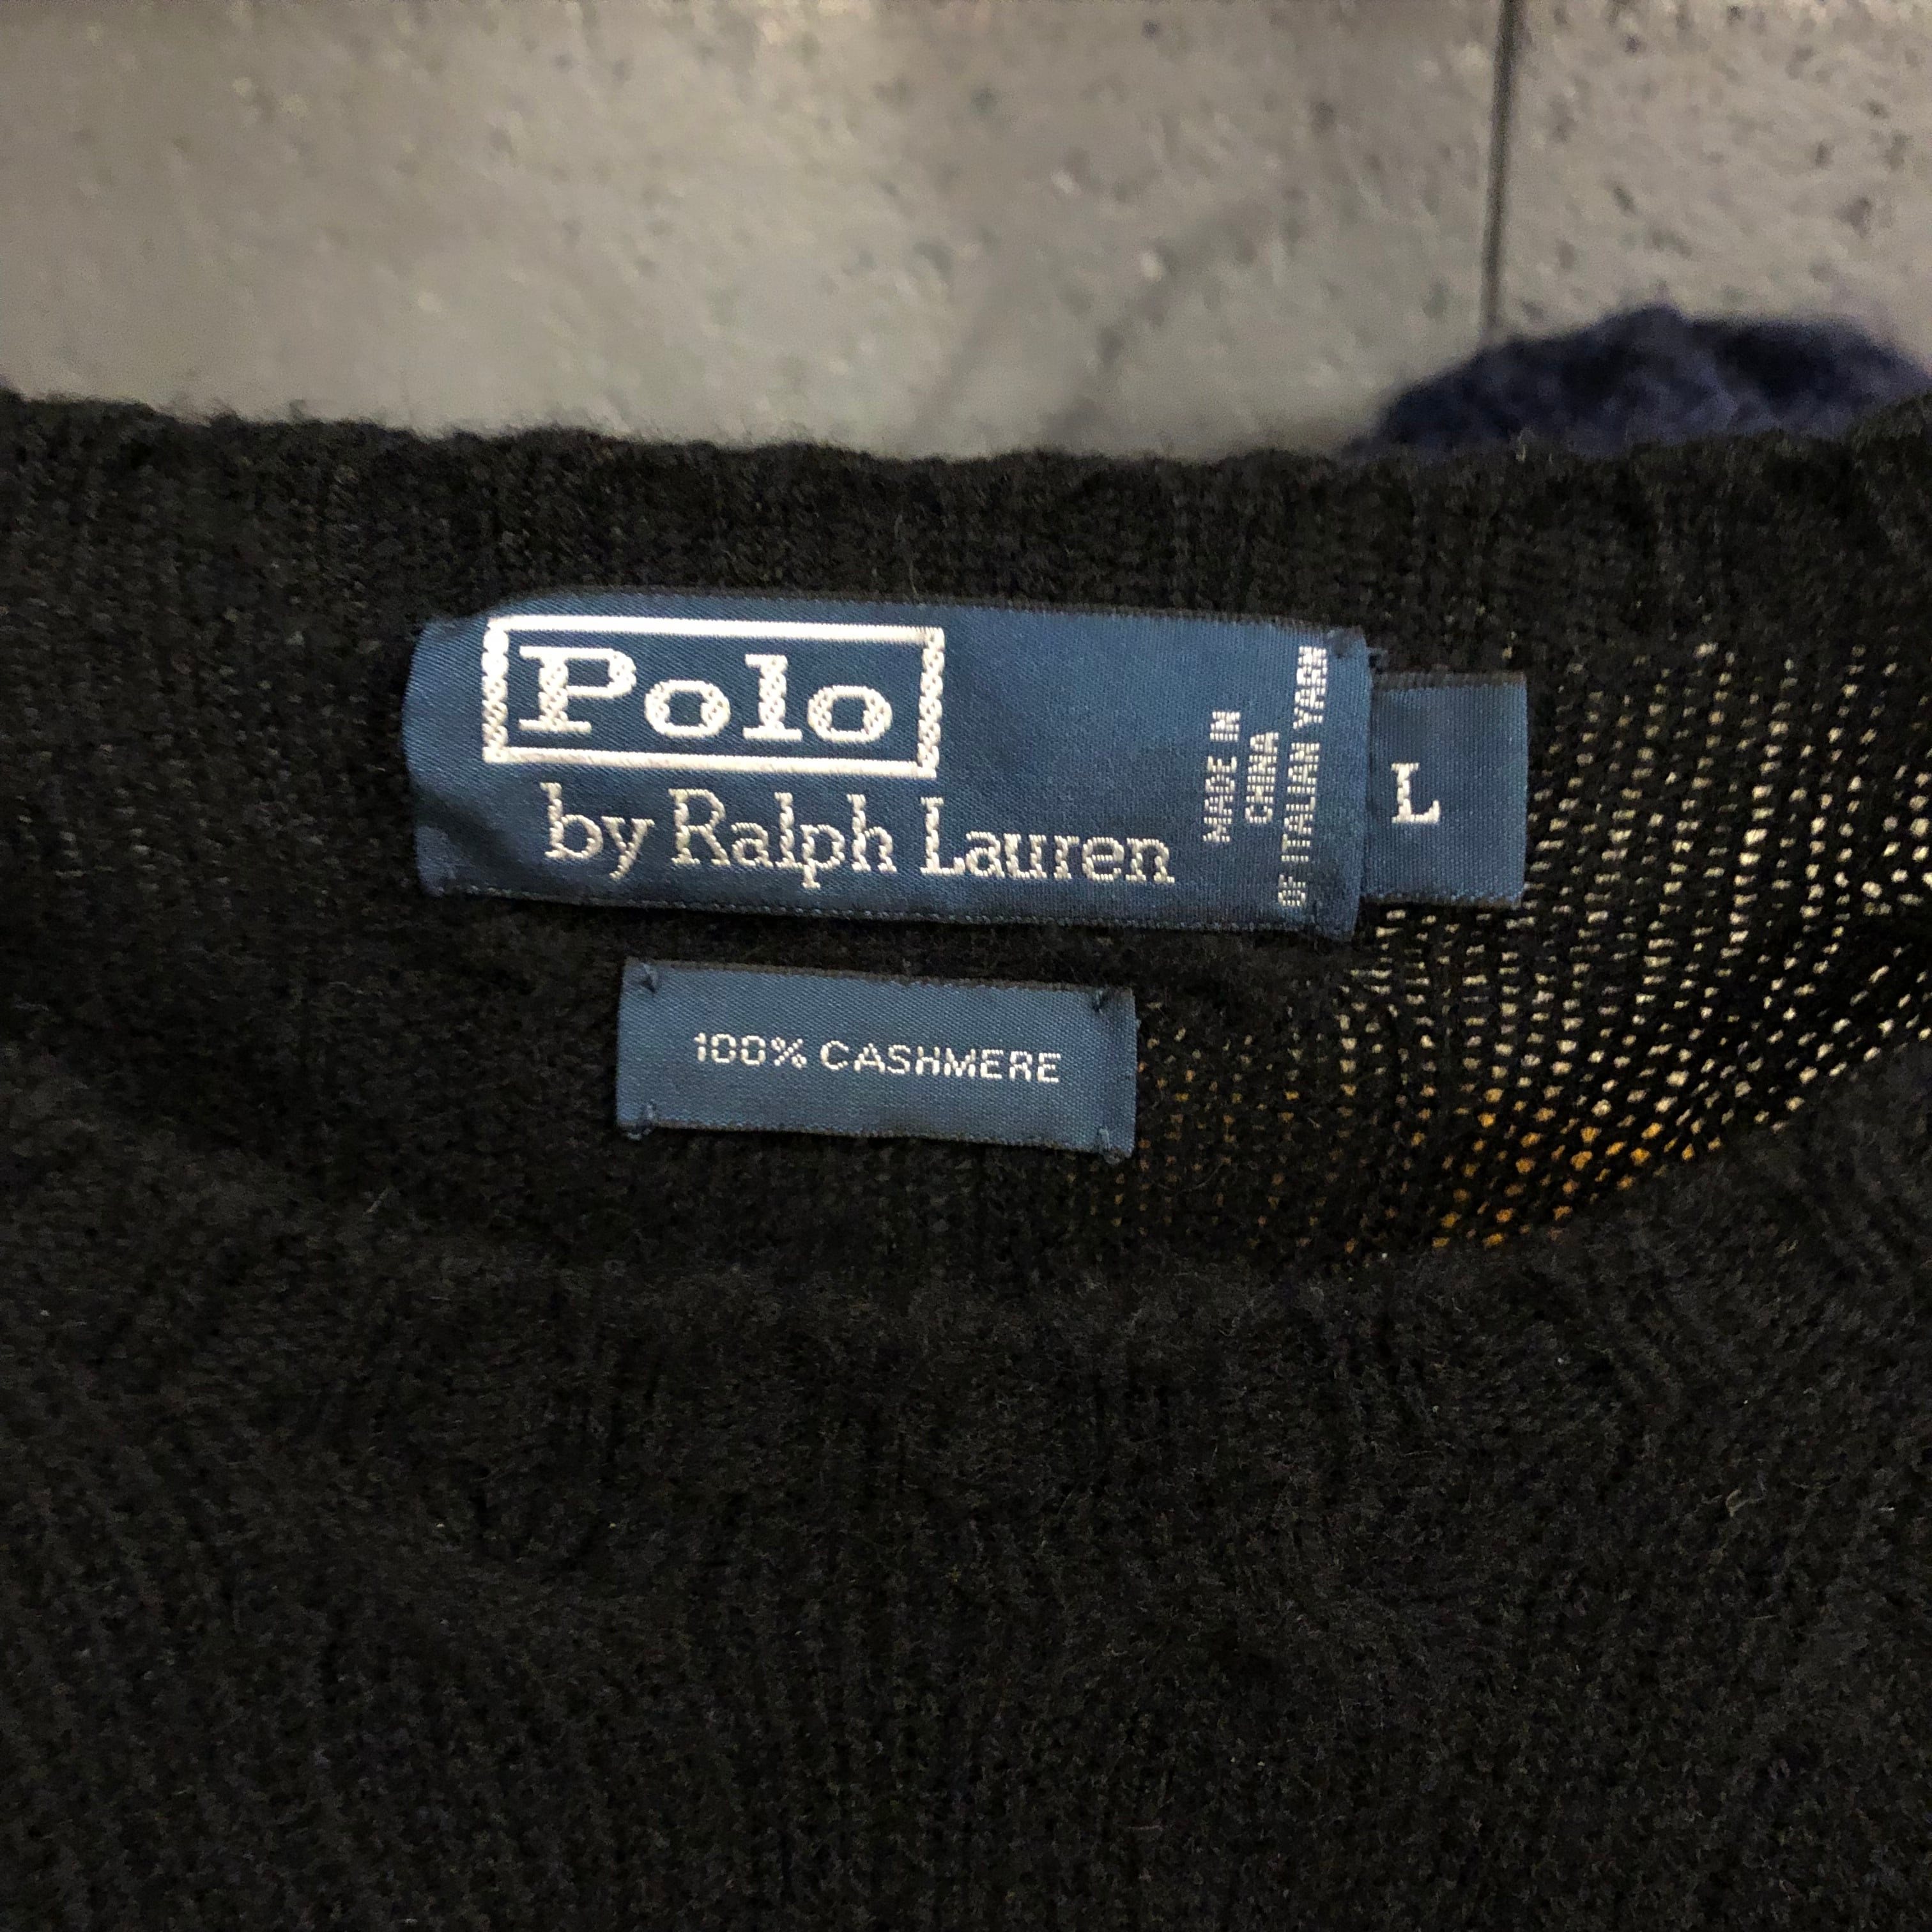 Polo
by Ralph Lauren
MADE IN
CHINA
OF ITALIAN YARN
L
100% CASHMERE